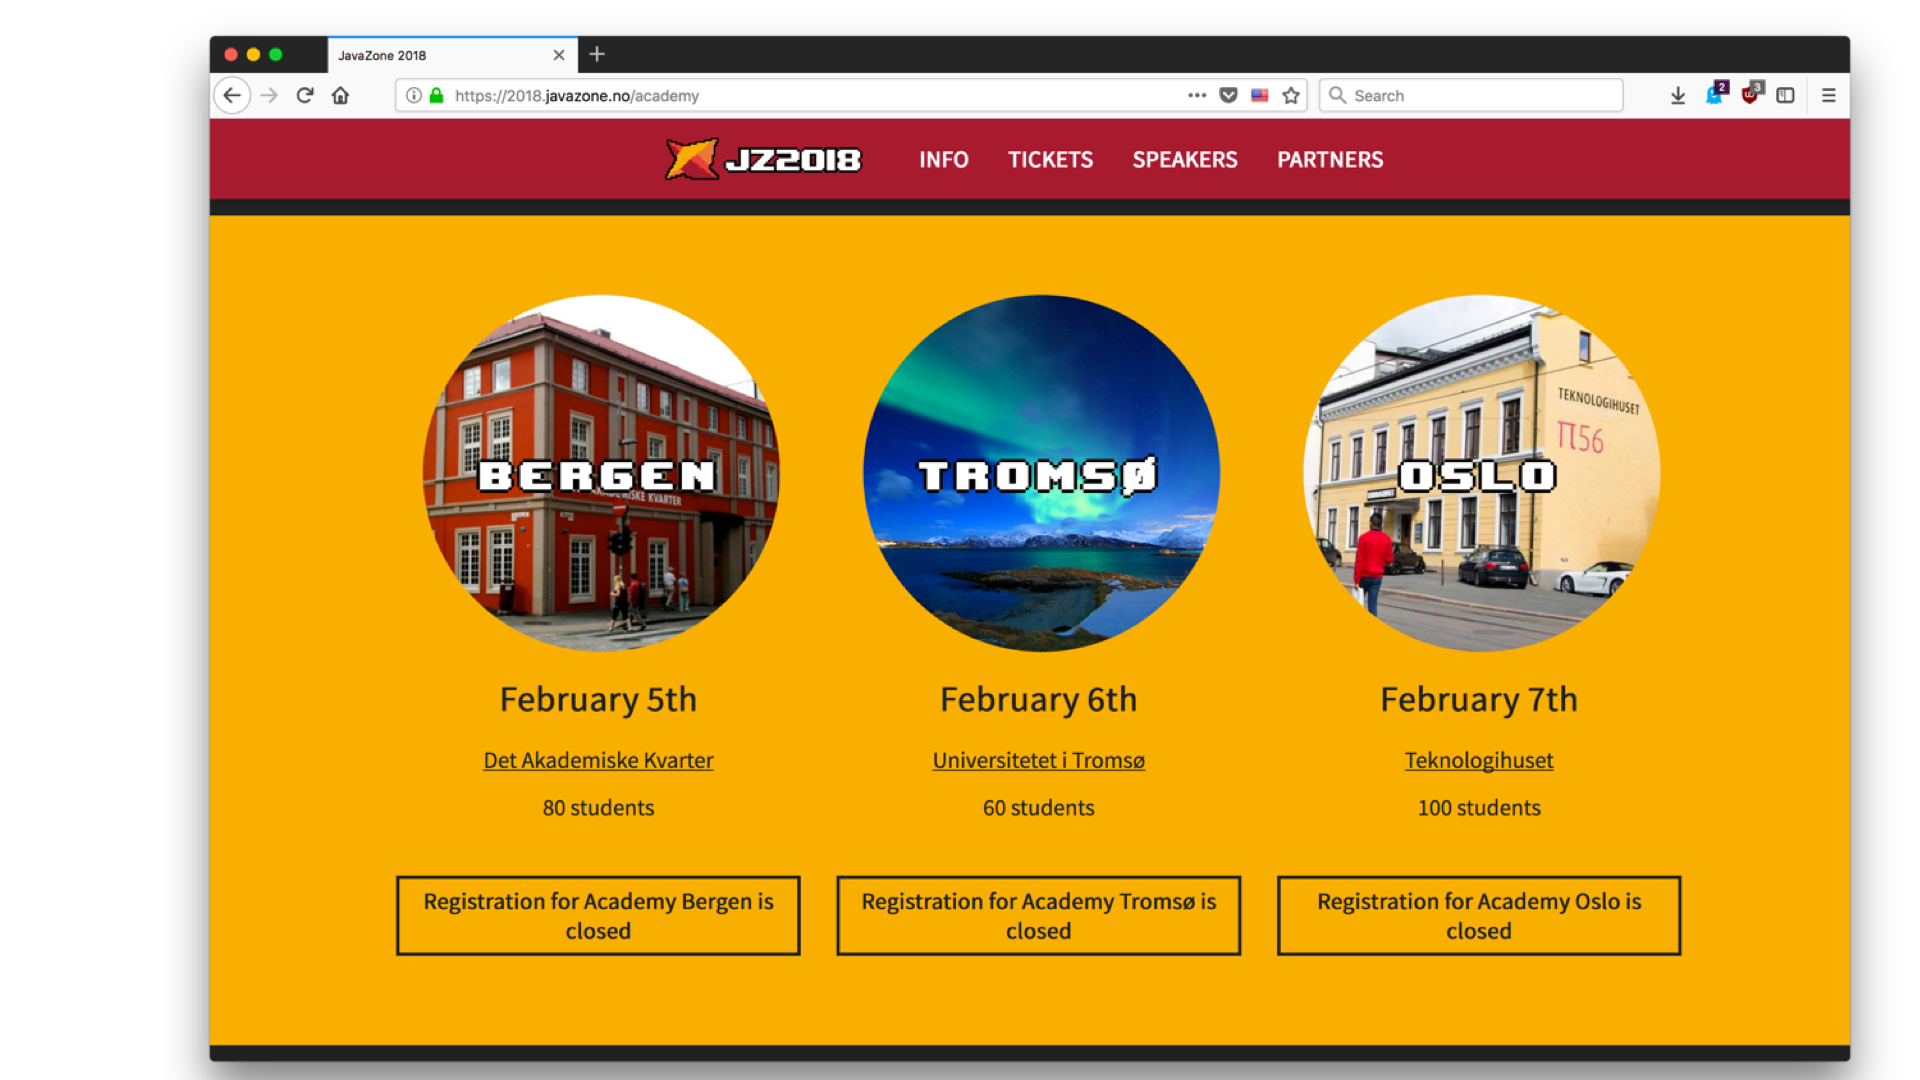 JavaZone 2018
https://2018.javazone.no/academy
Search
2
3
JZ2018
INFO
TICKETS
SPEAKERS
PARTNERS
BERGEN
TROMSØ
OSLO
KVARTER
TEKNOLOGIHUSET
π56
February 5th
February 6th
February 7th
Det Akademiske Kvarter
Universitetet i Tromsø
Teknologihuset
80 students
60 students
100 students
Registration for Academy Bergen is
closed
Registration for Academy Tromsø is
closed
Registration for Academy Oslo is
closed